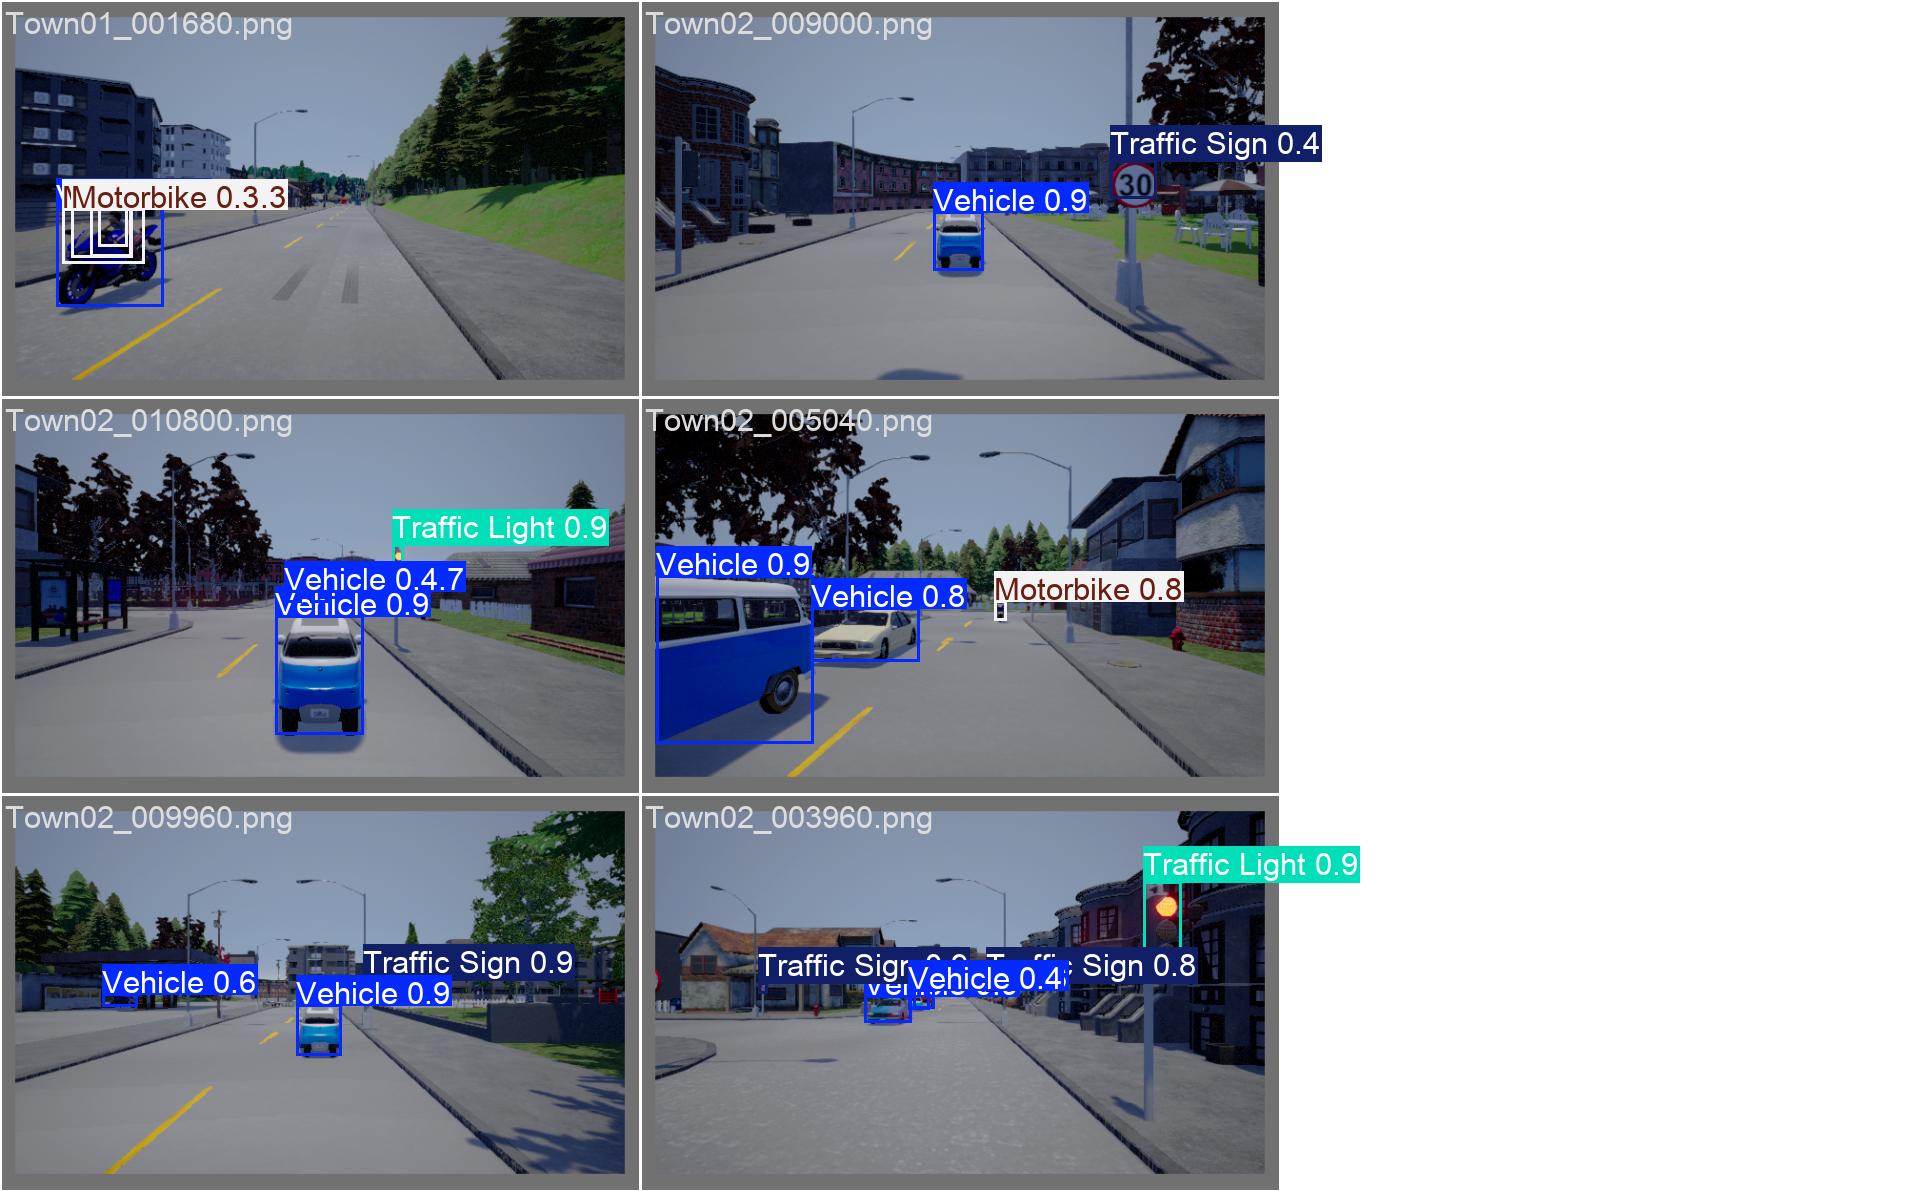 Town01_001680.png
Motorbike 0.3.3
Town02_009000.png
Traffic Sign 0.4
30
Vehicle 0.9
Town02_010800.png
Traffic Light 0.9
Vehicle 0.4.7
Vehicle 0.9
Town02_005040.png
Vehicle 0.9
Vehicle 0.8
Motorbike 0.8
Town02_009960.png
Traffic Sign 0.9
Vehicle 0.6
Vehicle 0.9
Town02_003960.png
Traffic Light 0.9
Traffic Sign
Sign 0.8
Vehicle 0.4